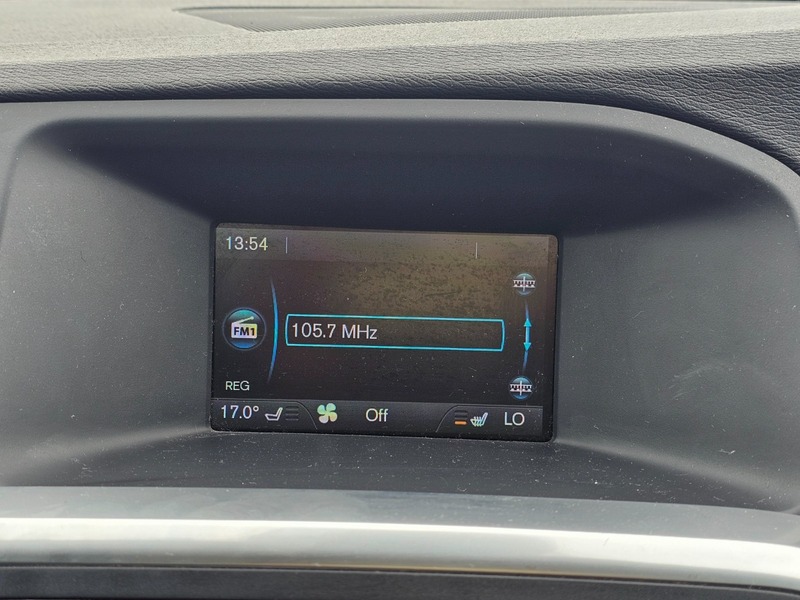 13:54
FM1
105.7 MHz
REG
17.0° Off LO